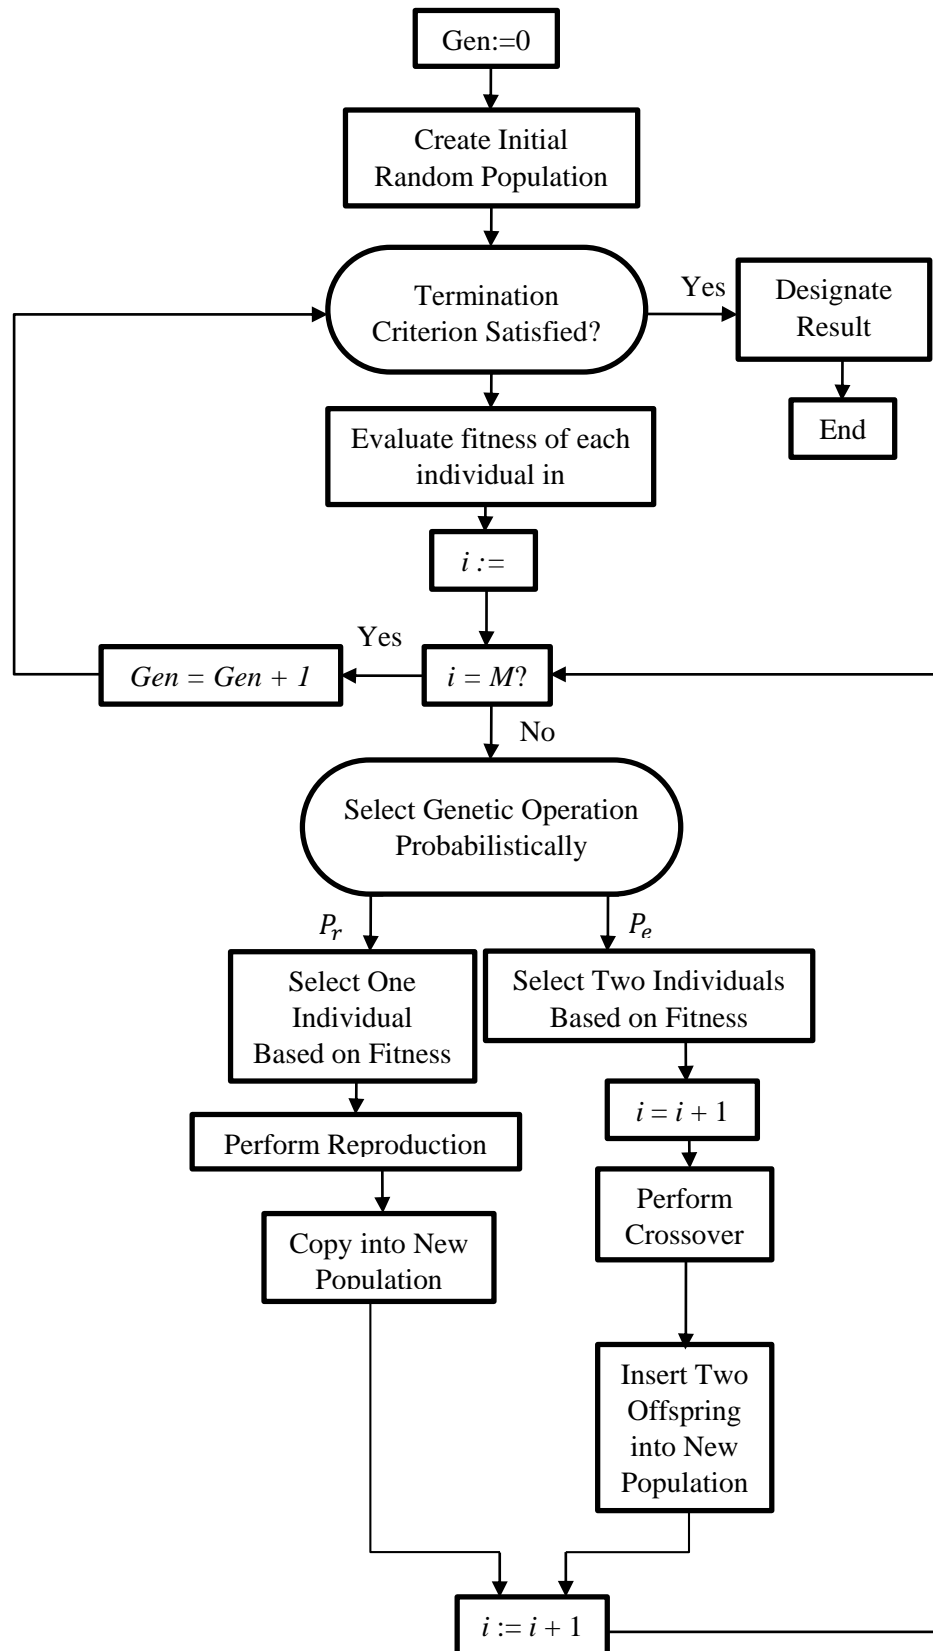 Gen:=0
Create Initial
Random Population
Termination
Criterion Satisfied?
Yes
Designate
Result
End
Evaluate fitness of each
individual in
i :=
Yes
Gen = Gen + 1
i = M?
No
Select Genetic Operation
Probabilistically
Pr
Pe
Select One
Individual
Based on Fitness
Select Two Individuals
Based on Fitness
i = i + 1
Perform Reproduction
Perform
Crossover
Copy into New
Population
Insert Two
Offspring
into New
Population
i := i + 1